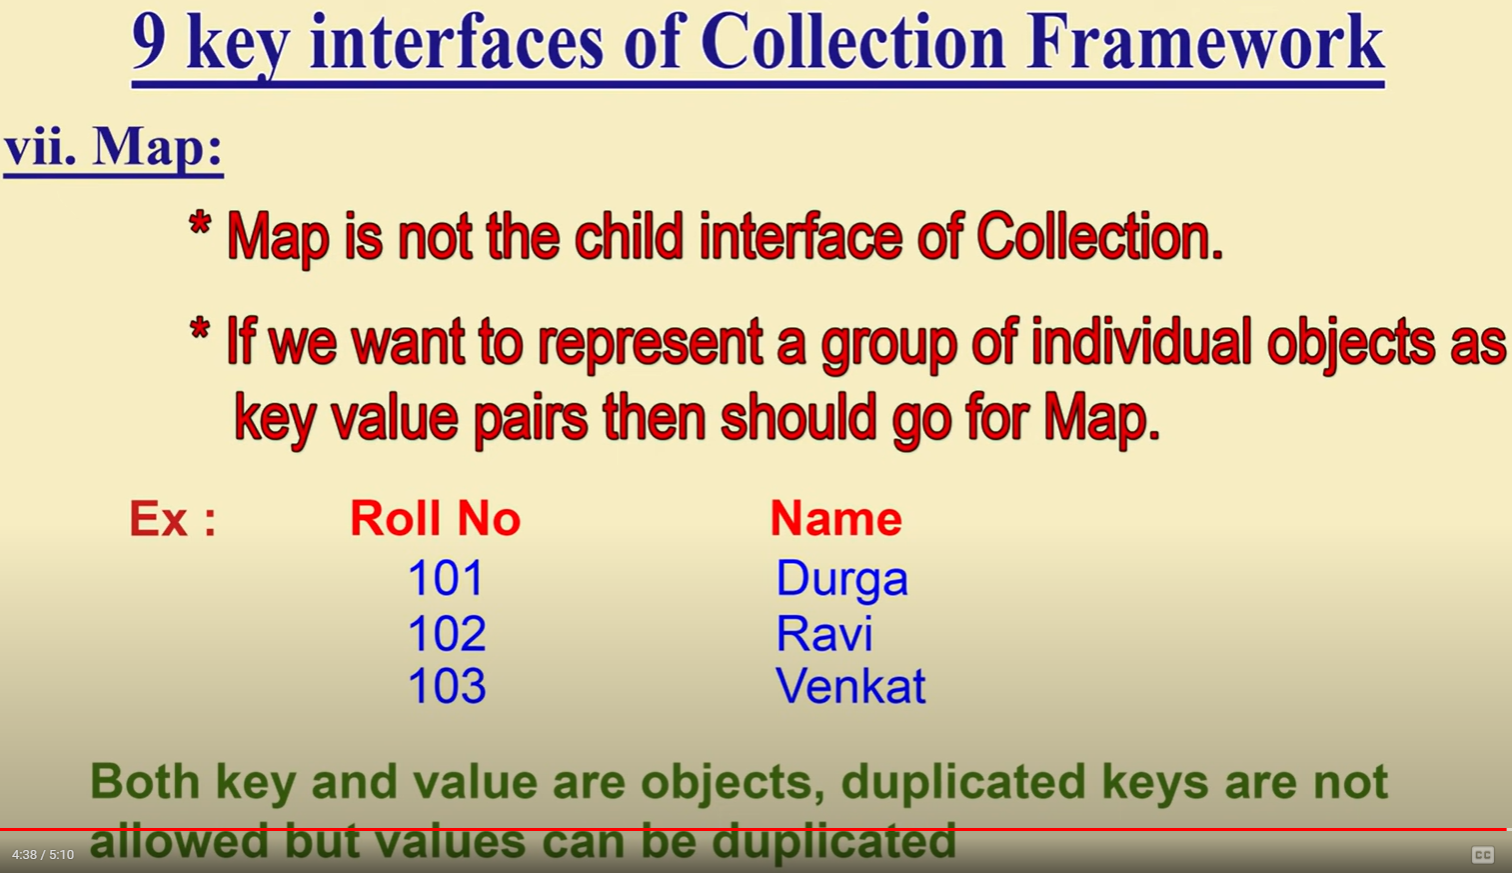 9 key interfaces of Collection Framework
vii. Map:
* Map is not the child interface of Collection.
* If we want to represent a group of individual objects as
key value pairs then should go for Map.
Ex : Roll No Name
101 Durga
102 Ravi
103 Venkat
Both key and value are objects, duplicated keys are not
allowed but values can be duplicated
4:38 / 5:10
CC